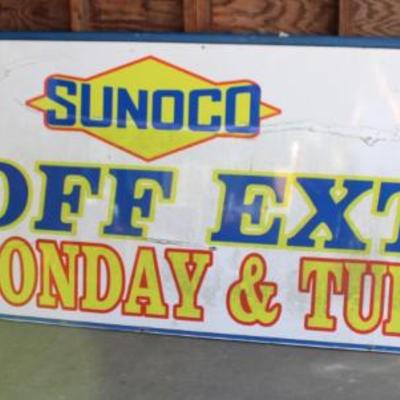 SUNOCO
OFF EXT
ONDAY & TU